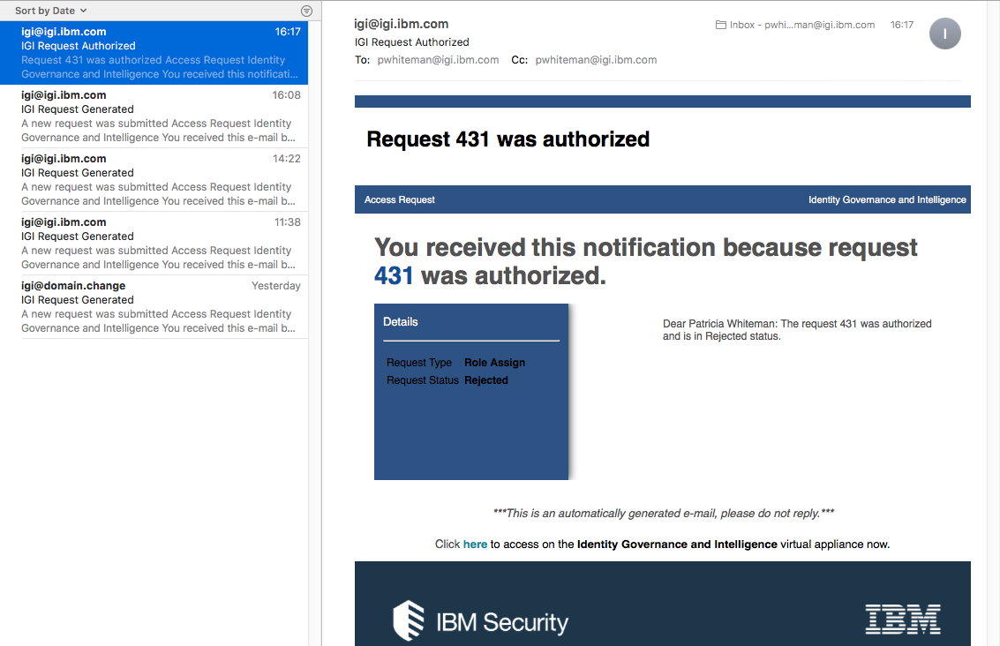 Sort by Date
igi@igi.ibm.com 16:17
IGI Request Authorized
Request 431 was authorized Access Request Identity
Governance and Intelligence You received this notificati...
igi@igi.ibm.com 16:08
IGI Request Generated
A new request was submitted Access Request Identity
Governance and Intelligence You received this e-mail b...
igi@igi.ibm.com 14:22
IGI Request Generated
A new request was submitted Access Request Identity
Governance and Intelligence You received this e-mail b...
igi@igi.ibm.com 11:38
IGI Request Generated
A new request was submitted Access Request Identity
Governance and Intelligence You received this e-mail b...
igi@domain.change Yesterday
IGI Request Generated
A new request was submitted Access Request Identity
Governance and Intelligence You received this e-mail b...
igi@igi.ibm.com Inbox - pwhi...man@igi.ibm.com 16:17 I
IGI Request Authorized
To: pwhiteman@igi.ibm.com Cc: pwhiteman@igi.ibm.com
Request 431 was authorized
Access Request Identity Governance and Intelligence
You received this notification because request
431 was authorized.
Details
Request Type Role Assign
Request Status Rejected
Dear Patricia Whiteman: The request 431 was authorized
and is in Rejected status.
***This is an automatically generated e-mail, please do not reply.***
Click here to access on the Identity Governance and Intelligence virtual appliance now.
IBM Security IBM